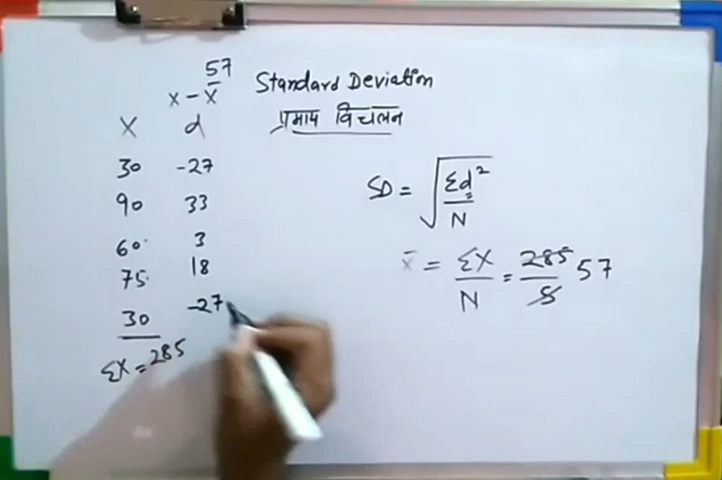 57
x - x̄
Standard Deviation
प्रमाप विचलन
X d
30 -27
90 33
60 3
75 18
30 -27
ΣX = 285
SD = √Σd²/N
x̄ = ΣX/N = 285/5 57